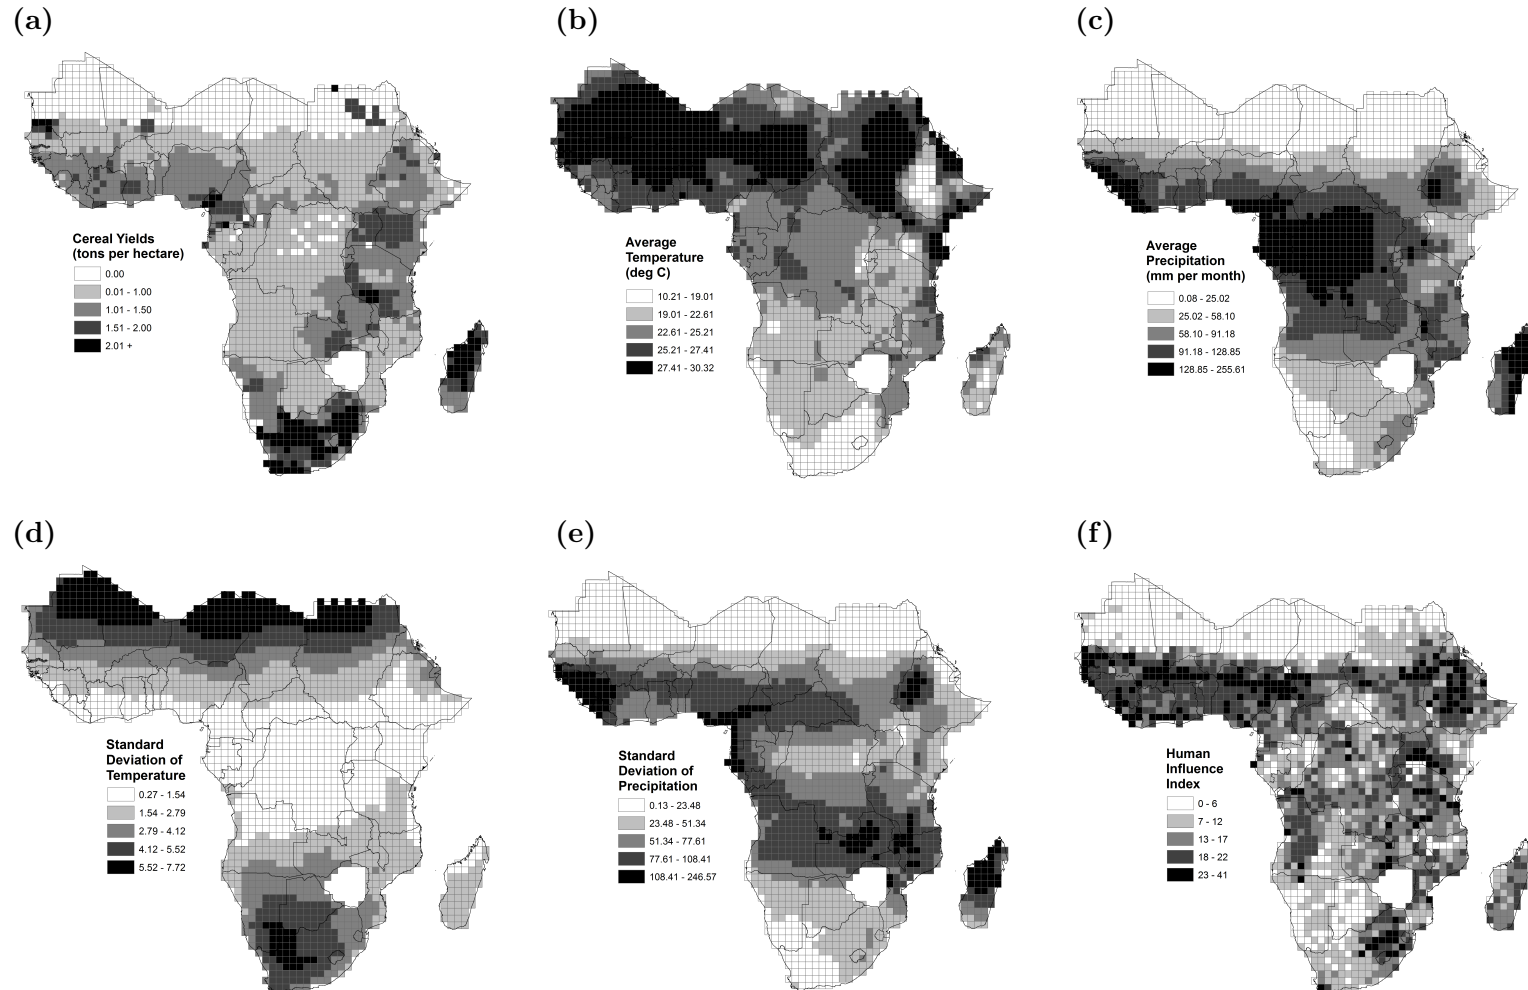 (a)
Cereal Yields
(tons per hectare)
0.00
0.01 - 1.00
1.01 - 1.50
1.51 - 2.00
2.01 +
(b)
Average
Temperature
(deg C)
10.21 - 19.01
19.01 - 22.61
22.61 - 25.21
25.21 - 27.41
27.41 - 30.32
(c)
Average
Precipitation
(mm per month)
0.08 - 25.02
25.02 - 58.10
58.10 - 91.18
91.18 - 128.85
128.85 - 255.61
(d)
Standard
Deviation of
Temperature
0.27 - 1.54
1.54 - 2.79
2.79 - 4.12
4.12 - 5.52
5.52 - 7.72
(e)
Standard
Deviation of
Precipitation
0.13 - 23.48
23.48 - 51.34
51.34 - 77.61
77.61 - 108.41
108.41 - 246.57
(f)
Human
Influence
Index
0 - 6
7 - 12
13 - 17
18 - 22
23 - 41